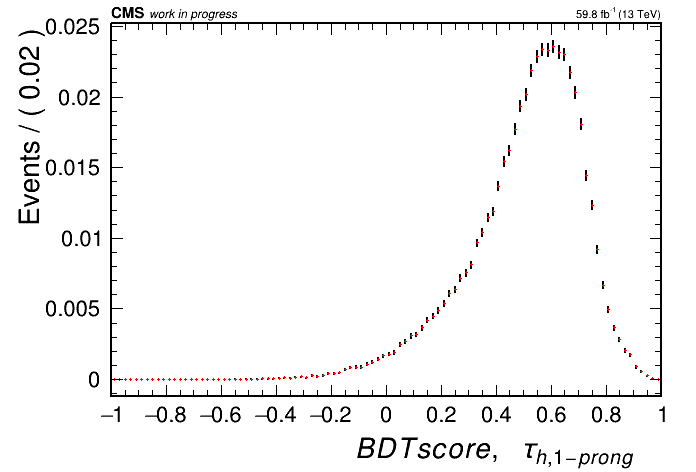 CMS work in progress 59.8 fb⁻¹ (13 TeV)
Events / ( 0.02 )
0.025
0.02
0.015
0.01
0.005
0
−1 −0.8 −0.6 −0.4 −0.2 0 0.2 0.4 0.6 0.8 1
BDTscore, τh,1−prong